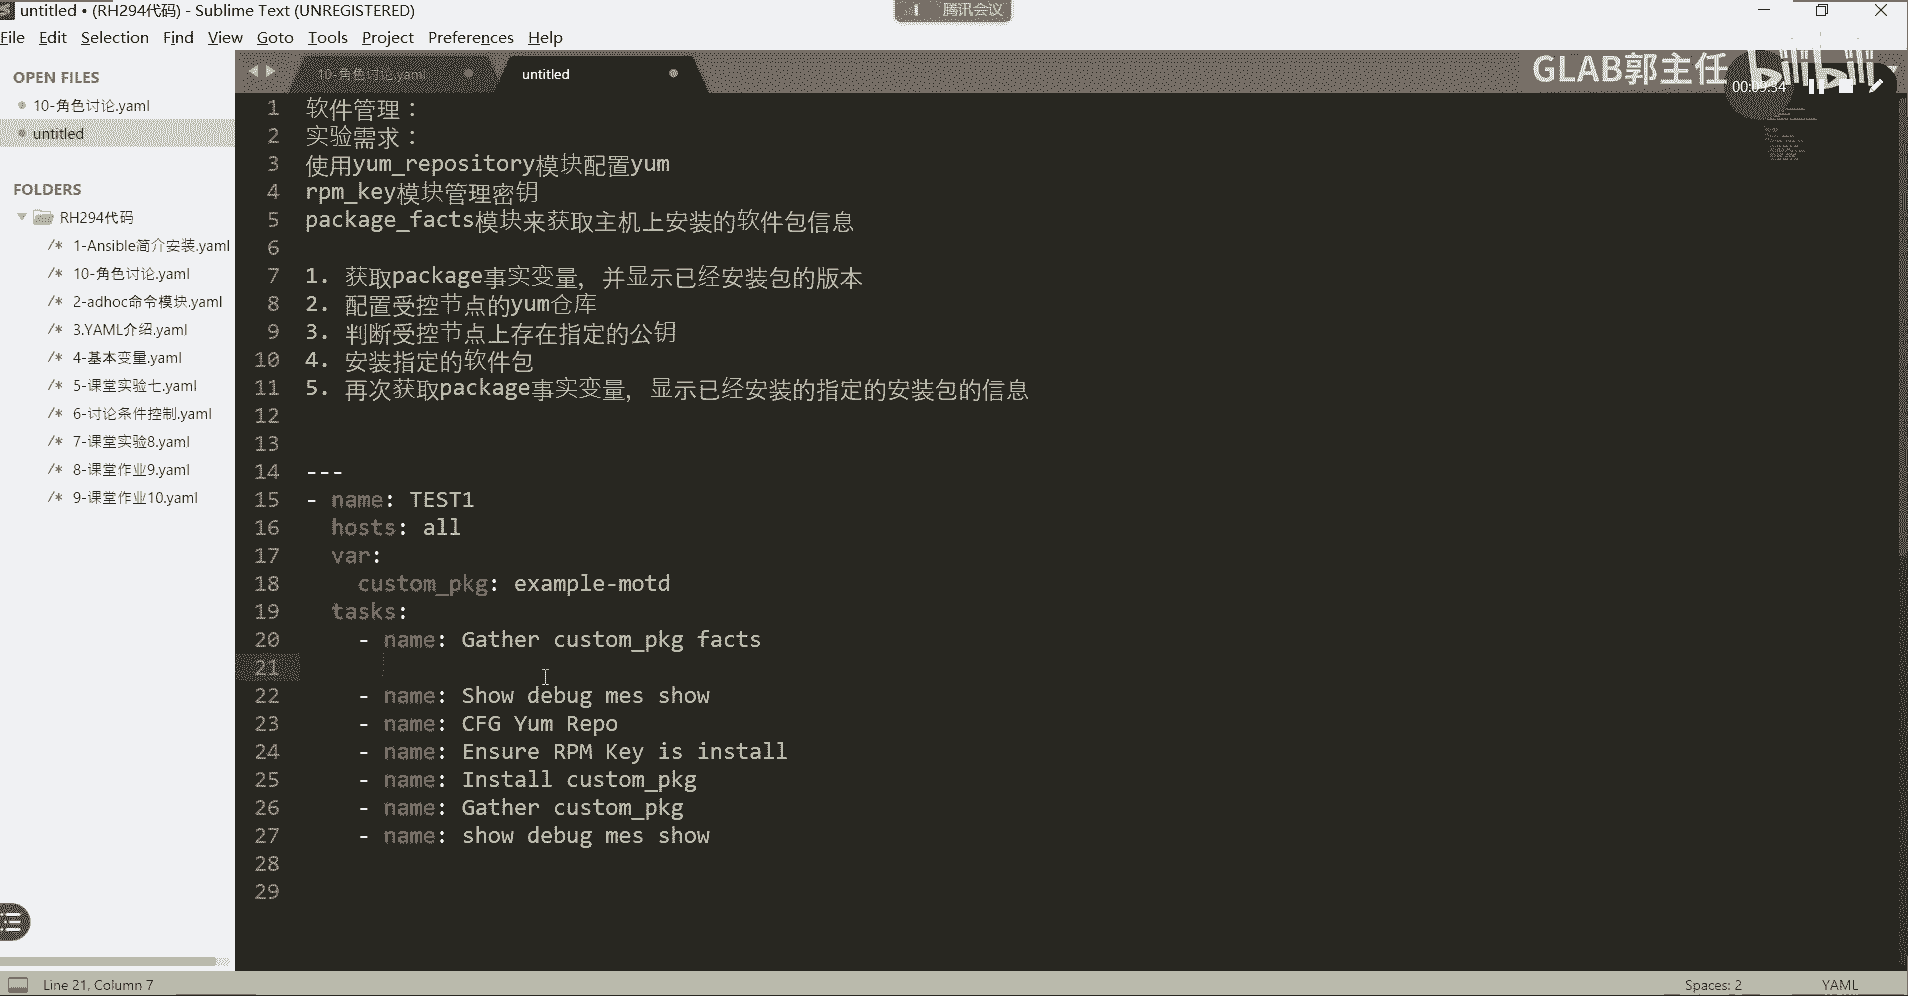 untitled • (RH294代码) - Sublime Text (UNREGISTERED)
腾讯会议
File Edit Selection Find View Goto Tools Project Preferences Help
OPEN FILES
10-角色讨论.yaml
untitled
FOLDERS
RH294代码
/* 1-Ansible简介安装.yaml
/* 10-角色讨论.yaml
/* 2-adhoc命令模块.yaml
/* 3.YAML介绍.yaml
/* 4-基本变量.yaml
/* 5-课堂实验七.yaml
/* 6-讨论条件控制.yaml
/* 7-课堂实验8.yaml
/* 8-课堂作业9.yaml
/* 9-课堂作业10.yaml
10-角色讨论.yaml
untitled
GLAB郭主任 bilibili
00:09:34
1 软件管理：
2 实验需求：
3 使用yum_repository模块配置yum
4 rpm_key模块管理密钥
5 package_facts模块来获取主机上安装的软件包信息
6
7 1. 获取package事实变量，并显示已经安装包的版本
8 2. 配置受控节点的yum仓库
9 3. 判断受控节点上存在指定的公钥
10 4. 安装指定的软件包
11 5. 再次获取package事实变量，显示已经安装的指定的安装包的信息
12
13
14 ---
15 - name: TEST1
16 hosts: all
17 var:
18 custom_pkg: example-motd
19 tasks:
20 - name: Gather custom_pkg facts
21
22 - name: Show debug mes show
23 - name: CFG Yum Repo
24 - name: Ensure RPM Key is install
25 - name: Install custom_pkg
26 - name: Gather custom_pkg
27 - name: show debug mes show
28
29
Line 21, Column 7
Spaces: 2
YAML